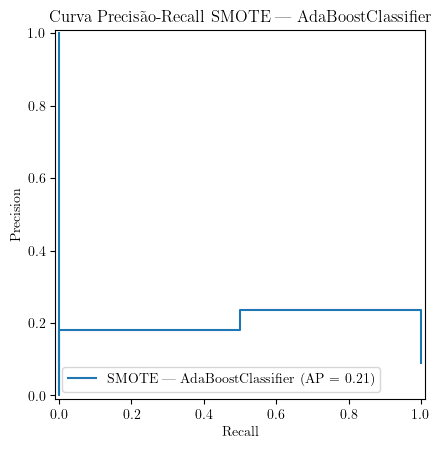 Curva Precisão-Recall SMOTE — AdaBoostClassifier
1.0
0.8
0.6
0.4
0.2
0.0
Precision
SMOTE — AdaBoostClassifier (AP = 0.21)
0.0 0.2 0.4 0.6 0.8 1.0
Recall